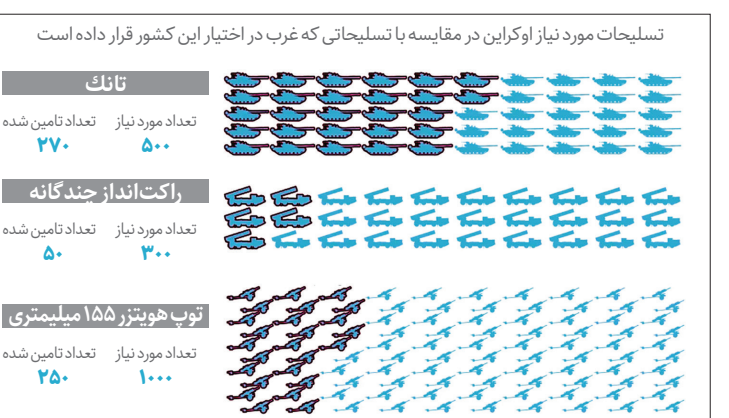 تسلیحات مورد نیاز اوکراین در مقایسه با تسلیحاتی که غرب در اختیار این کشور قرار داده است
تانك
تعداد مورد نیاز تعداد تامین شده
۵۰۰ ۲۷۰
راکت‌انداز چندگانه
تعداد مورد نیاز تعداد تامین شده
۳۰۰ ۵۰
توپ هویتزر ۱۵۵ میلیمتری
تعداد مورد نیاز تعداد تامین شده
۱۰۰۰ ۲۵۰